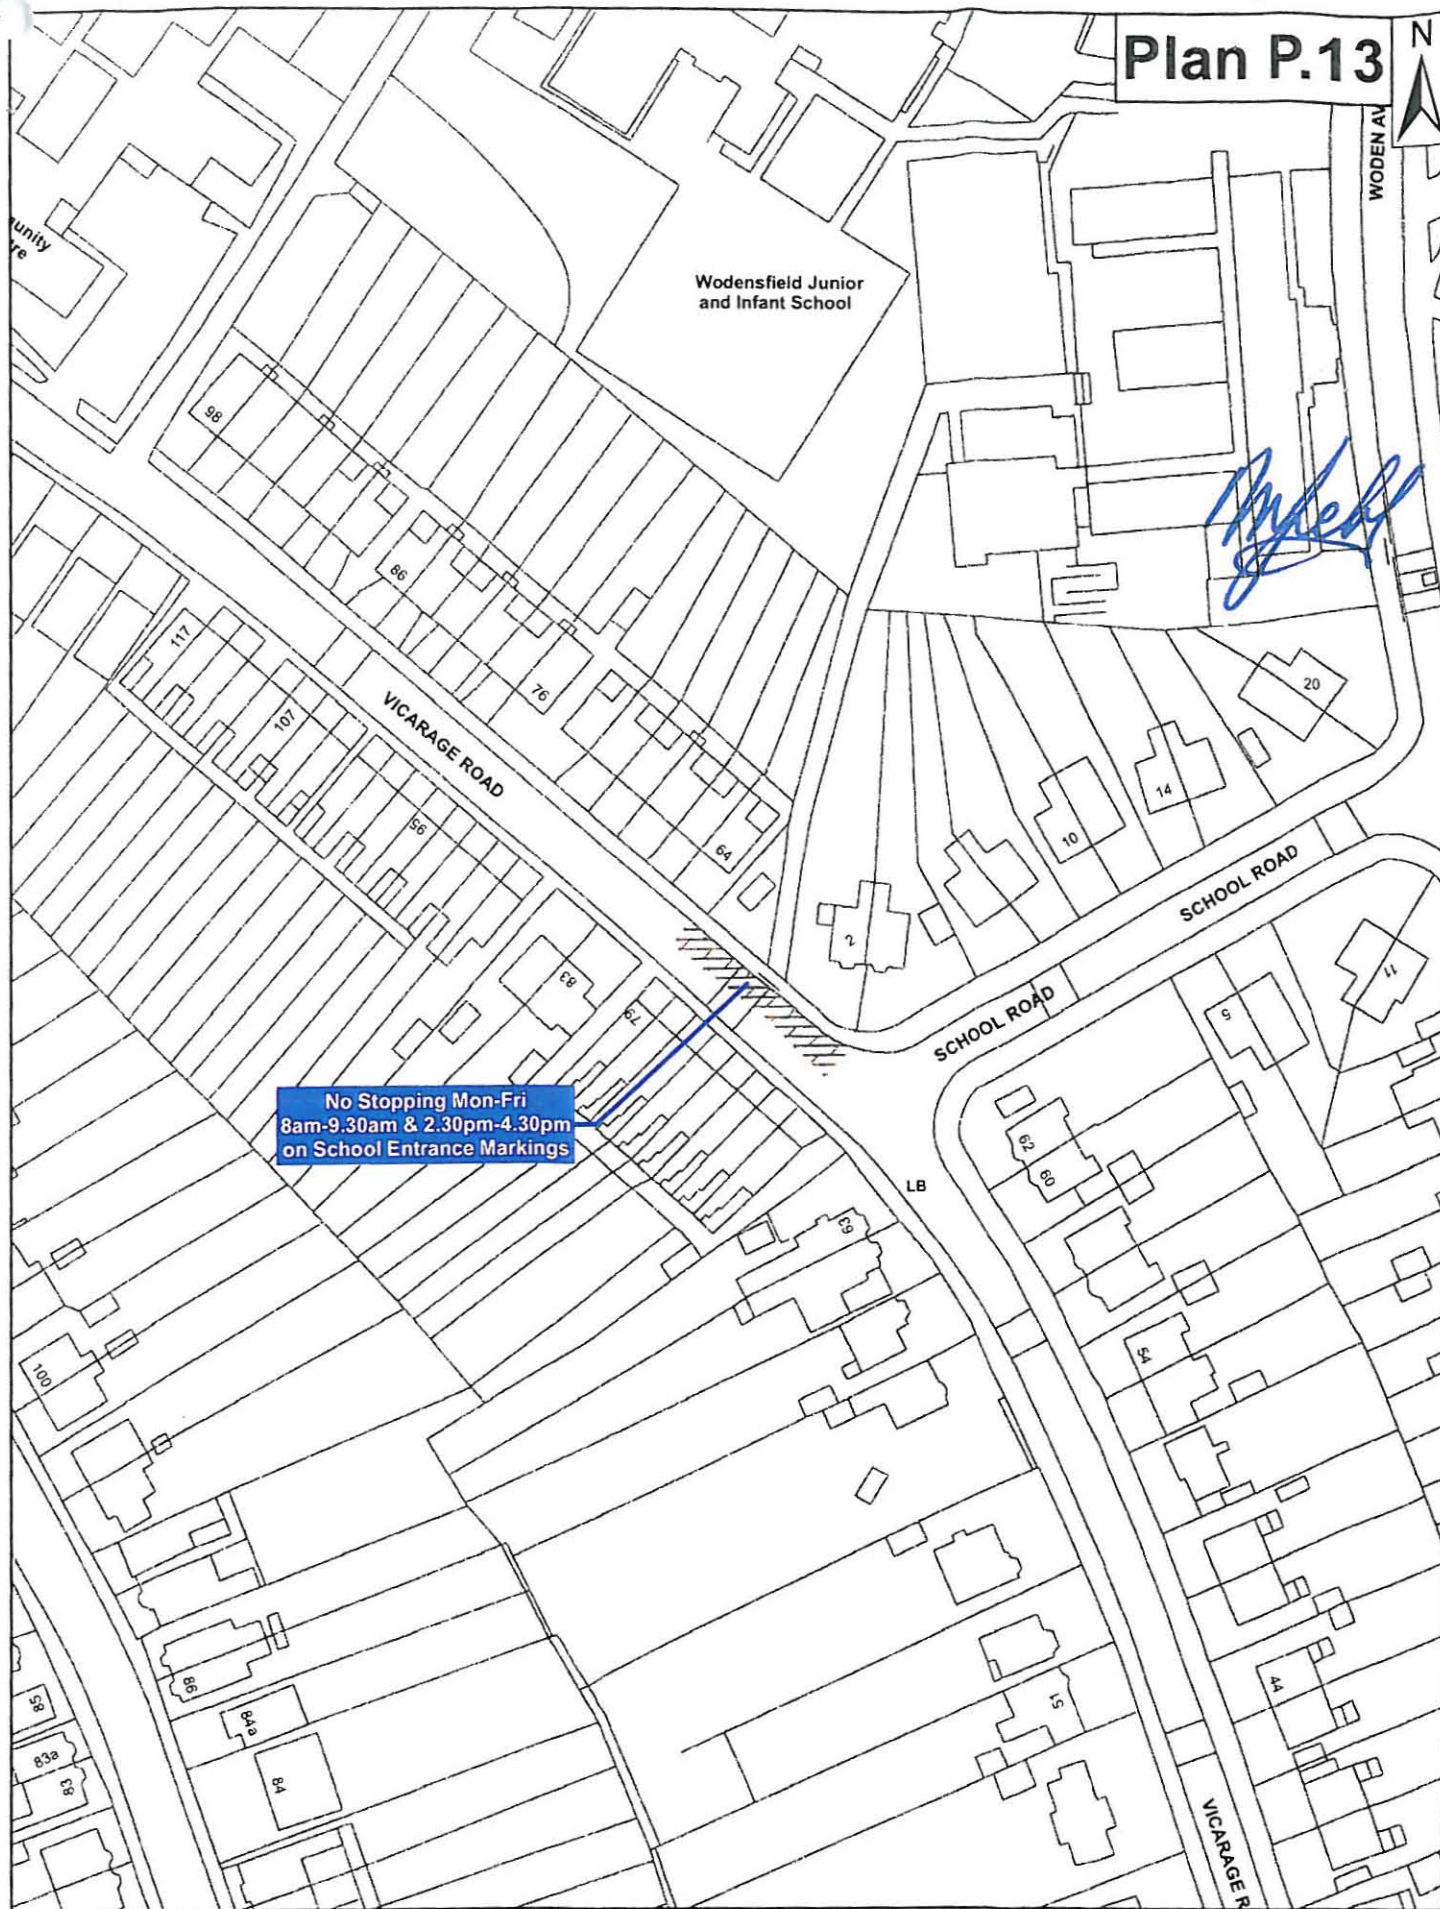 Plan P.13
N
WODEN AV
unity
re
Wodensfield Junior
and Infant School
98
86
117
107
VICARAGE ROAD
76
95
64
20
14
10
2
SCHOOL ROAD
SCHOOL ROAD
83
79
11
5
No Stopping Mon-Fri
8am-9.30am & 2.30pm-4.30pm
on School Entrance Markings
62
60
LB
63
54
100
86
84a
84
85
83a
83
51
44
VICARAGE R